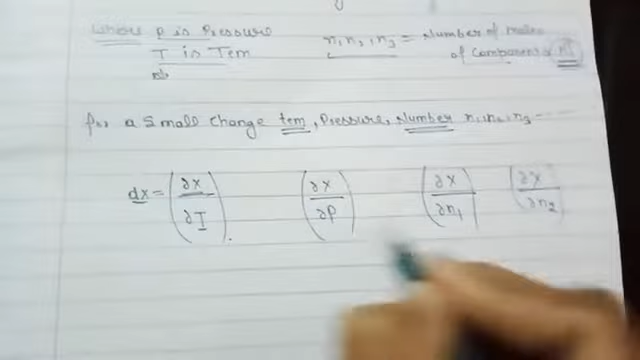 where P is Pressure
T is Tem
n₁ n₂, n₃ = Number of moles
of Components
for a Small Change tem, Pressure, Number n₁, n₂, n₃ ----
dx = (∂x/∂T) (∂x/∂P) (∂x/∂n₁) (∂x/∂n₂